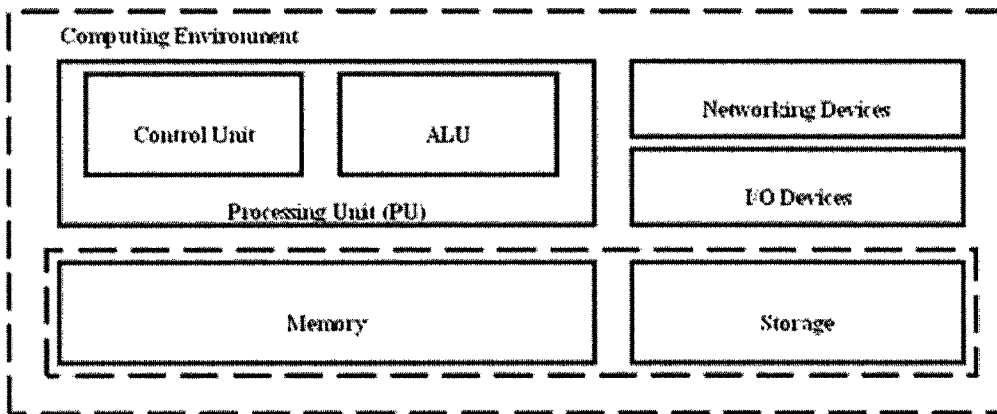 Computing Environment
Control Unit
ALU
Processing Unit (PU)
Networking Devices
I/O Devices
Memory
Storage